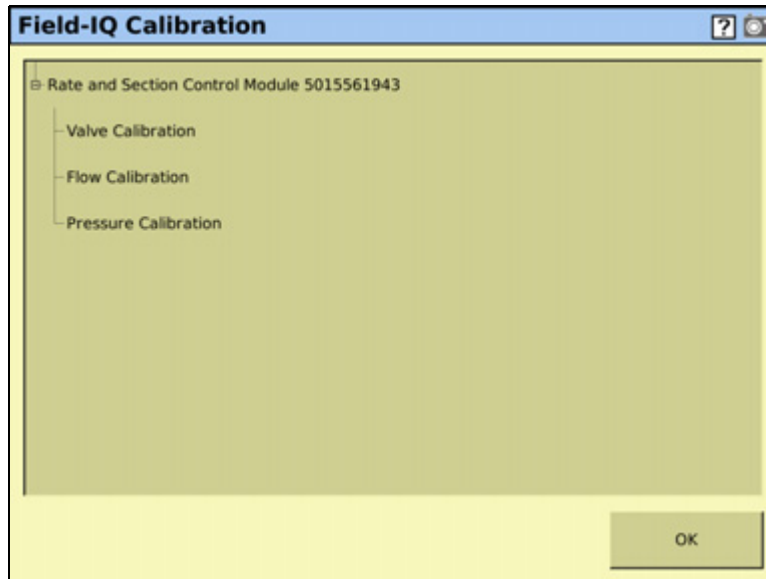 Field-IQ Calibration
?
Rate and Section Control Module 5015561943
Valve Calibration
Flow Calibration
Pressure Calibration
OK